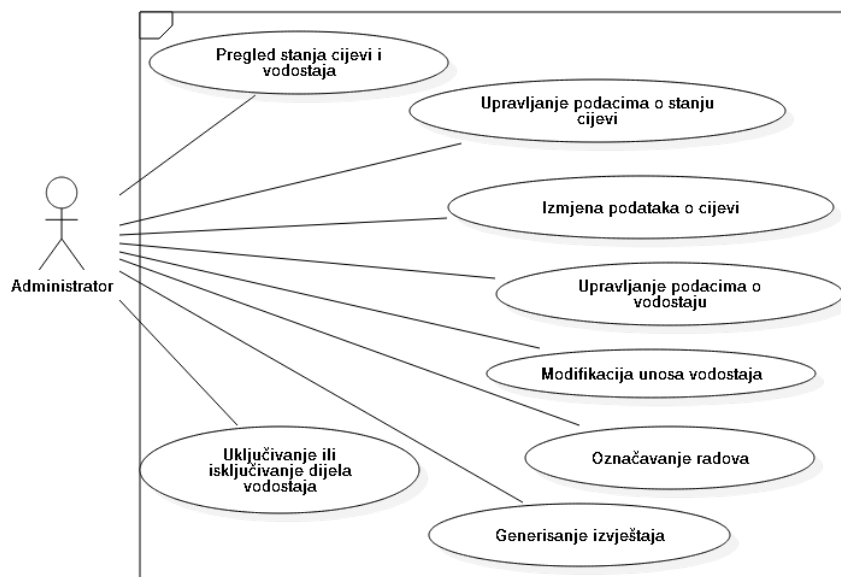 Pregled stanja cijevi i
vodostaja
Upravljanje podacima o stanju
cijevi
Izmjena podataka o cijevi
Administrator
Upravljanje podacima o
vodostaju
Modifikacija unosa vodostaja
Uključivanje ili
isključivanje dijela
vodostaja
Označavanje radova
Generisanje izvještaja